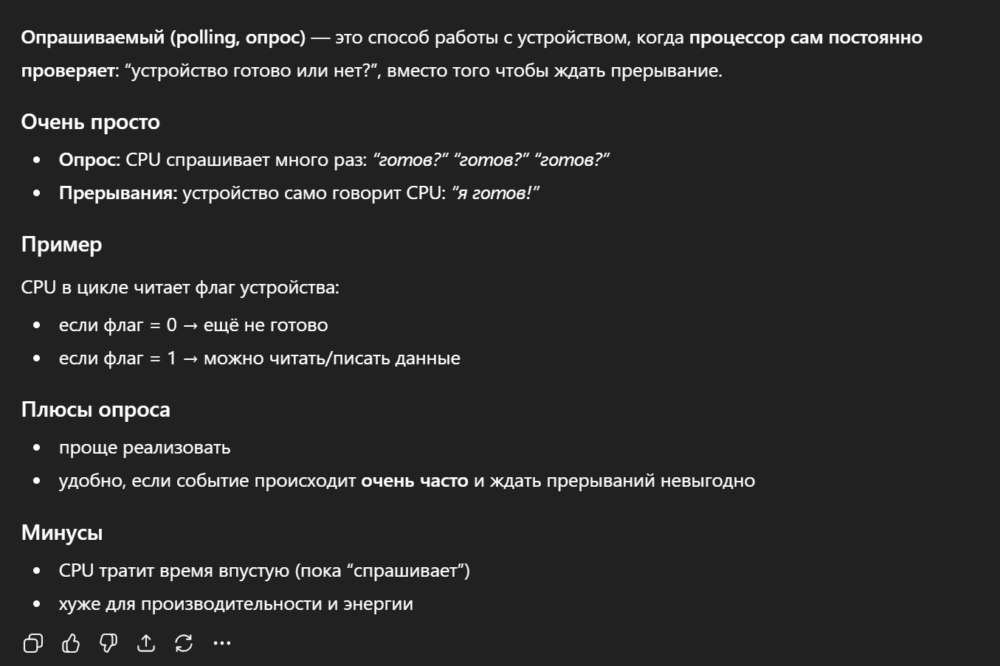 Опрашиваемый (polling, опрос) — это способ работы с устройством, когда процессор сам постоянно
проверяет: “устройство готово или нет?”, вместо того чтобы ждать прерывание.
Очень просто
• Опрос: CPU спрашивает много раз: “готов?” “готов?” “готов?”
• Прерывания: устройство само говорит CPU: “я готов!”
Пример
CPU в цикле читает флаг устройства:
• если флаг = 0 → ещё не готово
• если флаг = 1 → можно читать/писать данные
Плюсы опроса
• проще реализовать
• удобно, если событие происходит очень часто и ждать прерываний невыгодно
Минусы
• CPU тратит время впустую (пока “спрашивает”)
• хуже для производительности и энергии